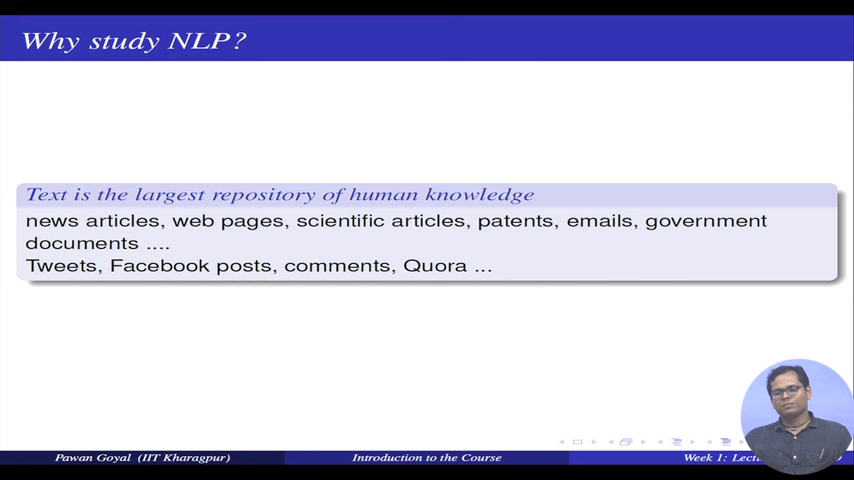 Why study NLP?
Text is the largest repository of human knowledge
news articles, web pages, scientific articles, patents, emails, government
documents ....
Tweets, Facebook posts, comments, Quora ...
Pawan Goyal (IIT Kharagpur) Introduction to the Course Week 1: